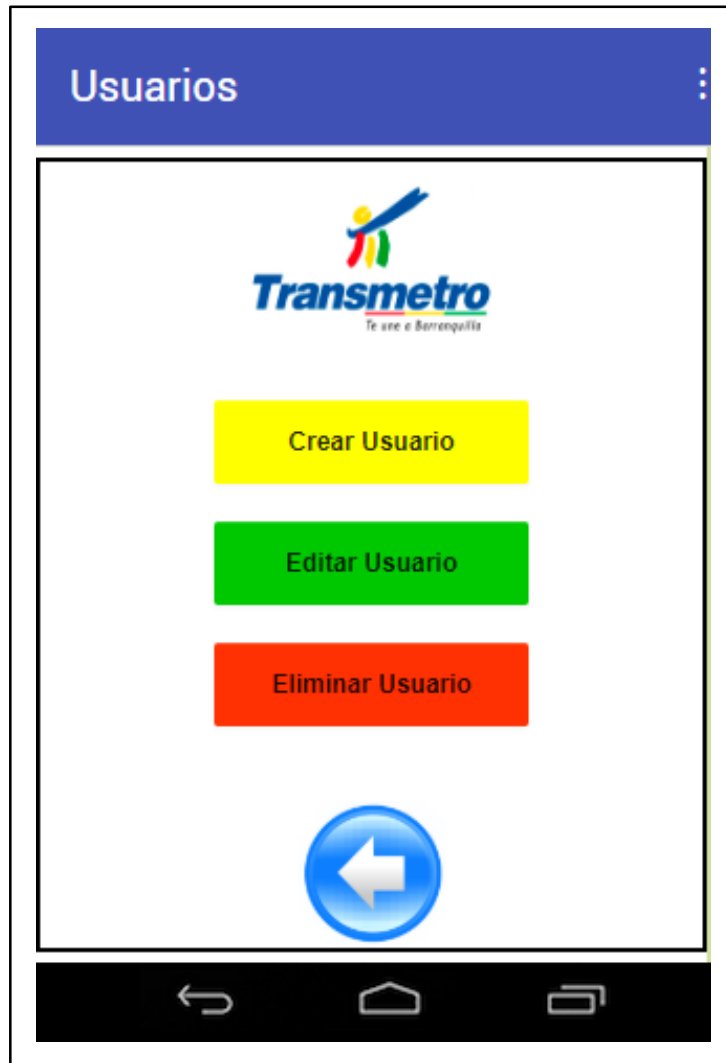 Usuarios
Transmetro
Te une a Barranquilla
Crear Usuario
Editar Usuario
Eliminar Usuario